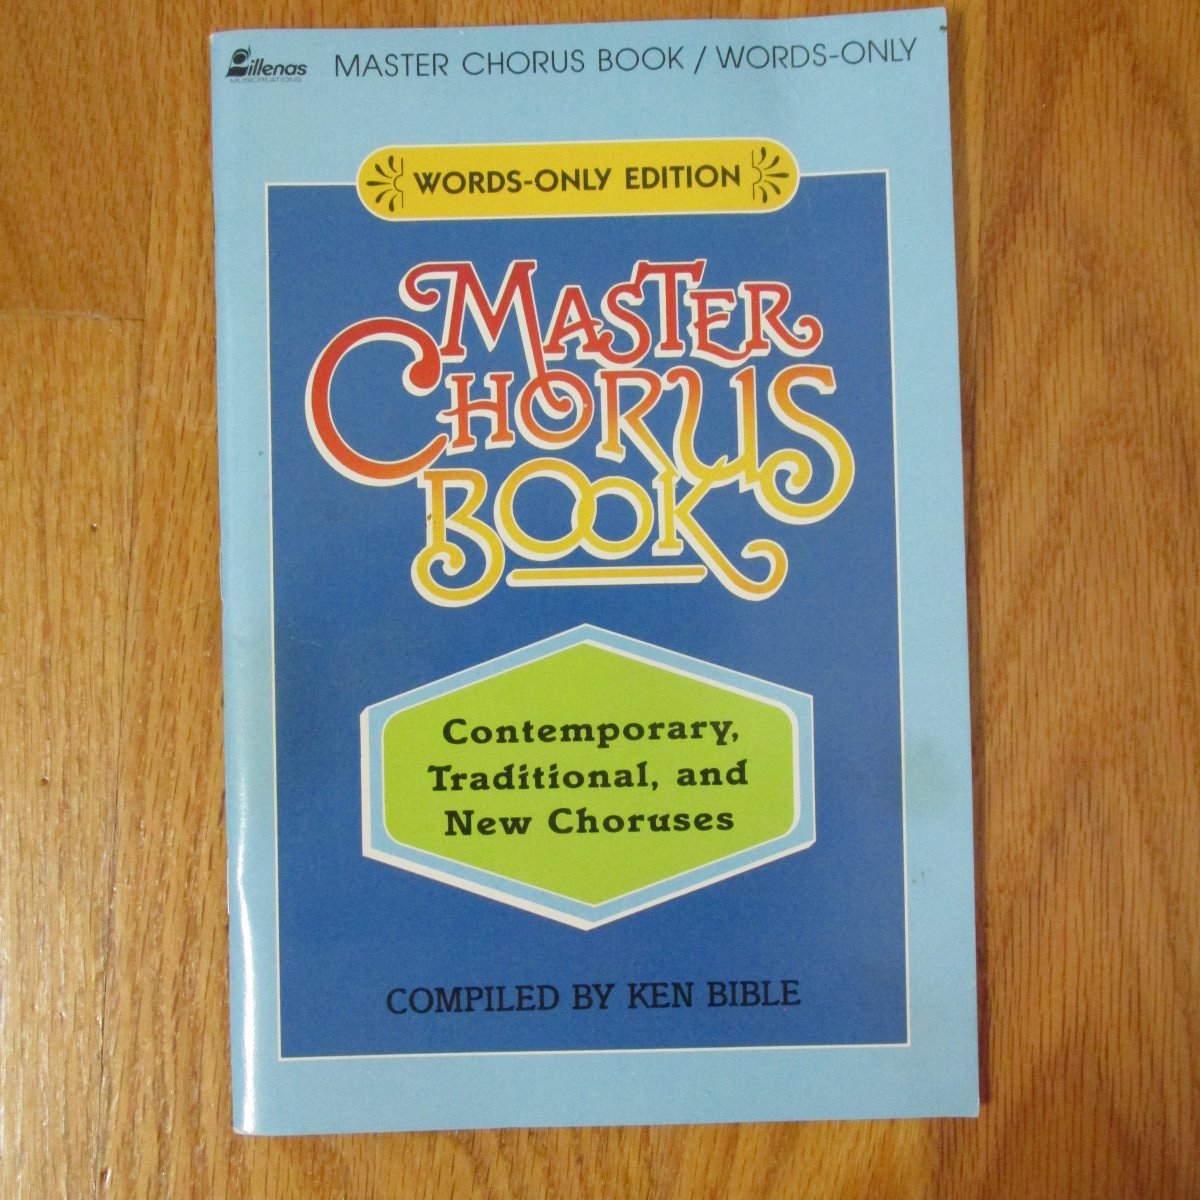 Lillenas
MUSICREATIONS
MASTER CHORUS BOOK / WORDS-ONLY
WORDS-ONLY EDITION
MASTER
CHORUS
BOOK
Contemporary,
Traditional, and
New Choruses
COMPILED BY KEN BIBLE